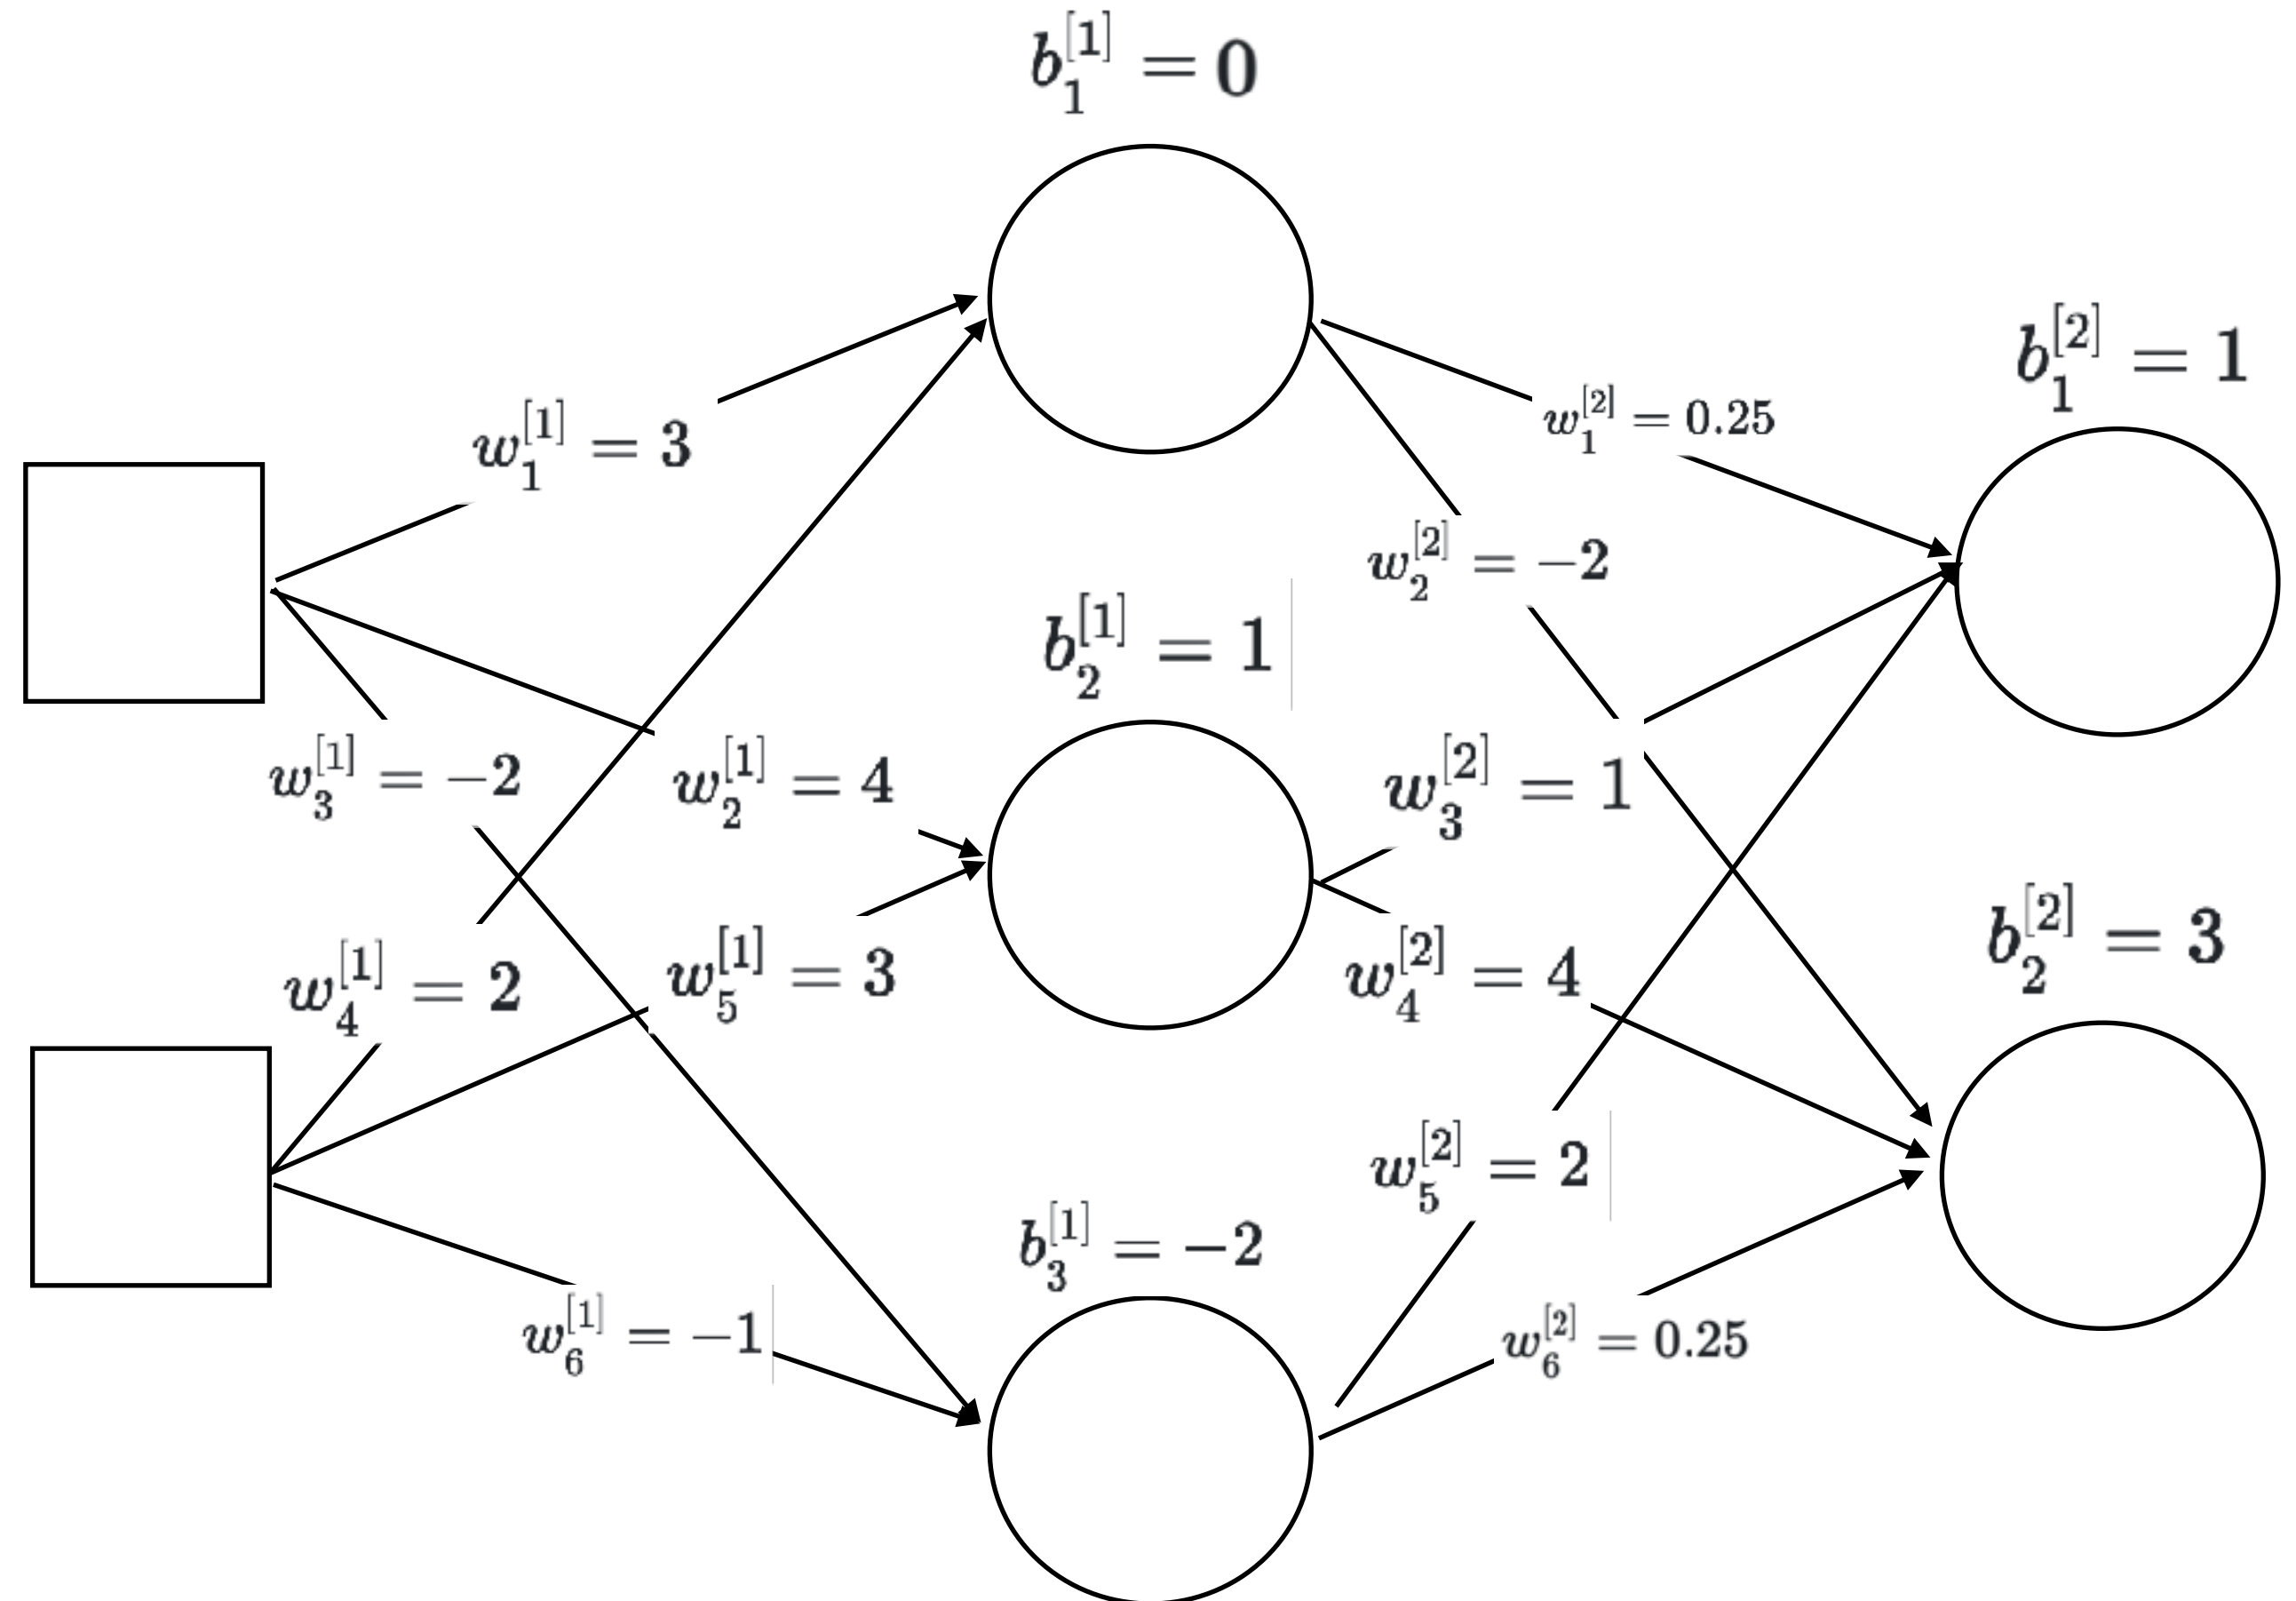 b_1^{[1]} = 0
b_1^{[2]} = 1
w_1^{[1]} = 3
w_1^{[2]} = 0.25
w_2^{[2]} = −2
b_2^{[1]} = 1
w_3^{[1]} = −2
w_2^{[1]} = 4
w_3^{[2]} = 1
w_4^{[1]} = 2
w_5^{[1]} = 3
w_4^{[2]} = 4
b_2^{[2]} = 3
w_5^{[2]} = 2
b_3^{[1]} = −2
w_6^{[1]} = −1
w_6^{[2]} = 0.25